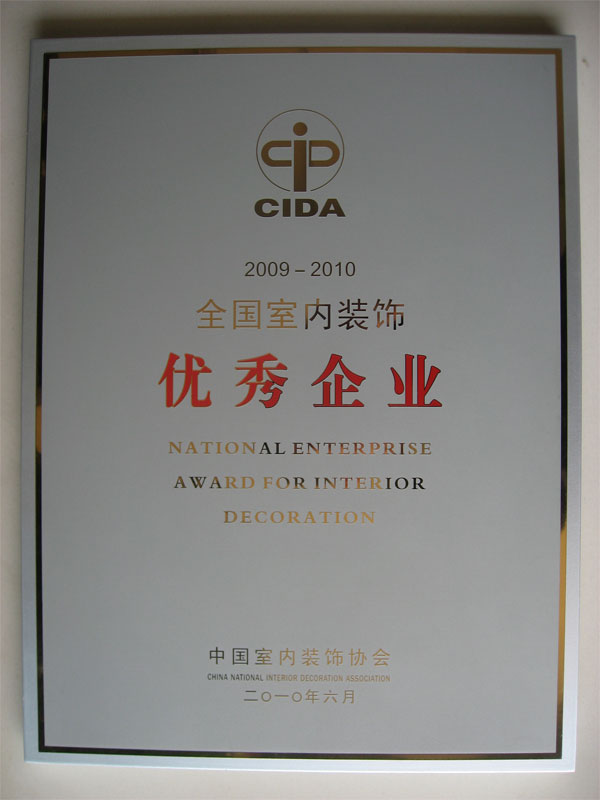 CIDA
2009 – 2010
全国室内装饰
优秀企业
NATIONAL ENTERPRISE
AWARD FOR INTERIOR
DECORATION
中国室内装饰协会
CHINA NATIONAL INTERIOR DECORATION ASSOCIATION
二〇一〇年六月